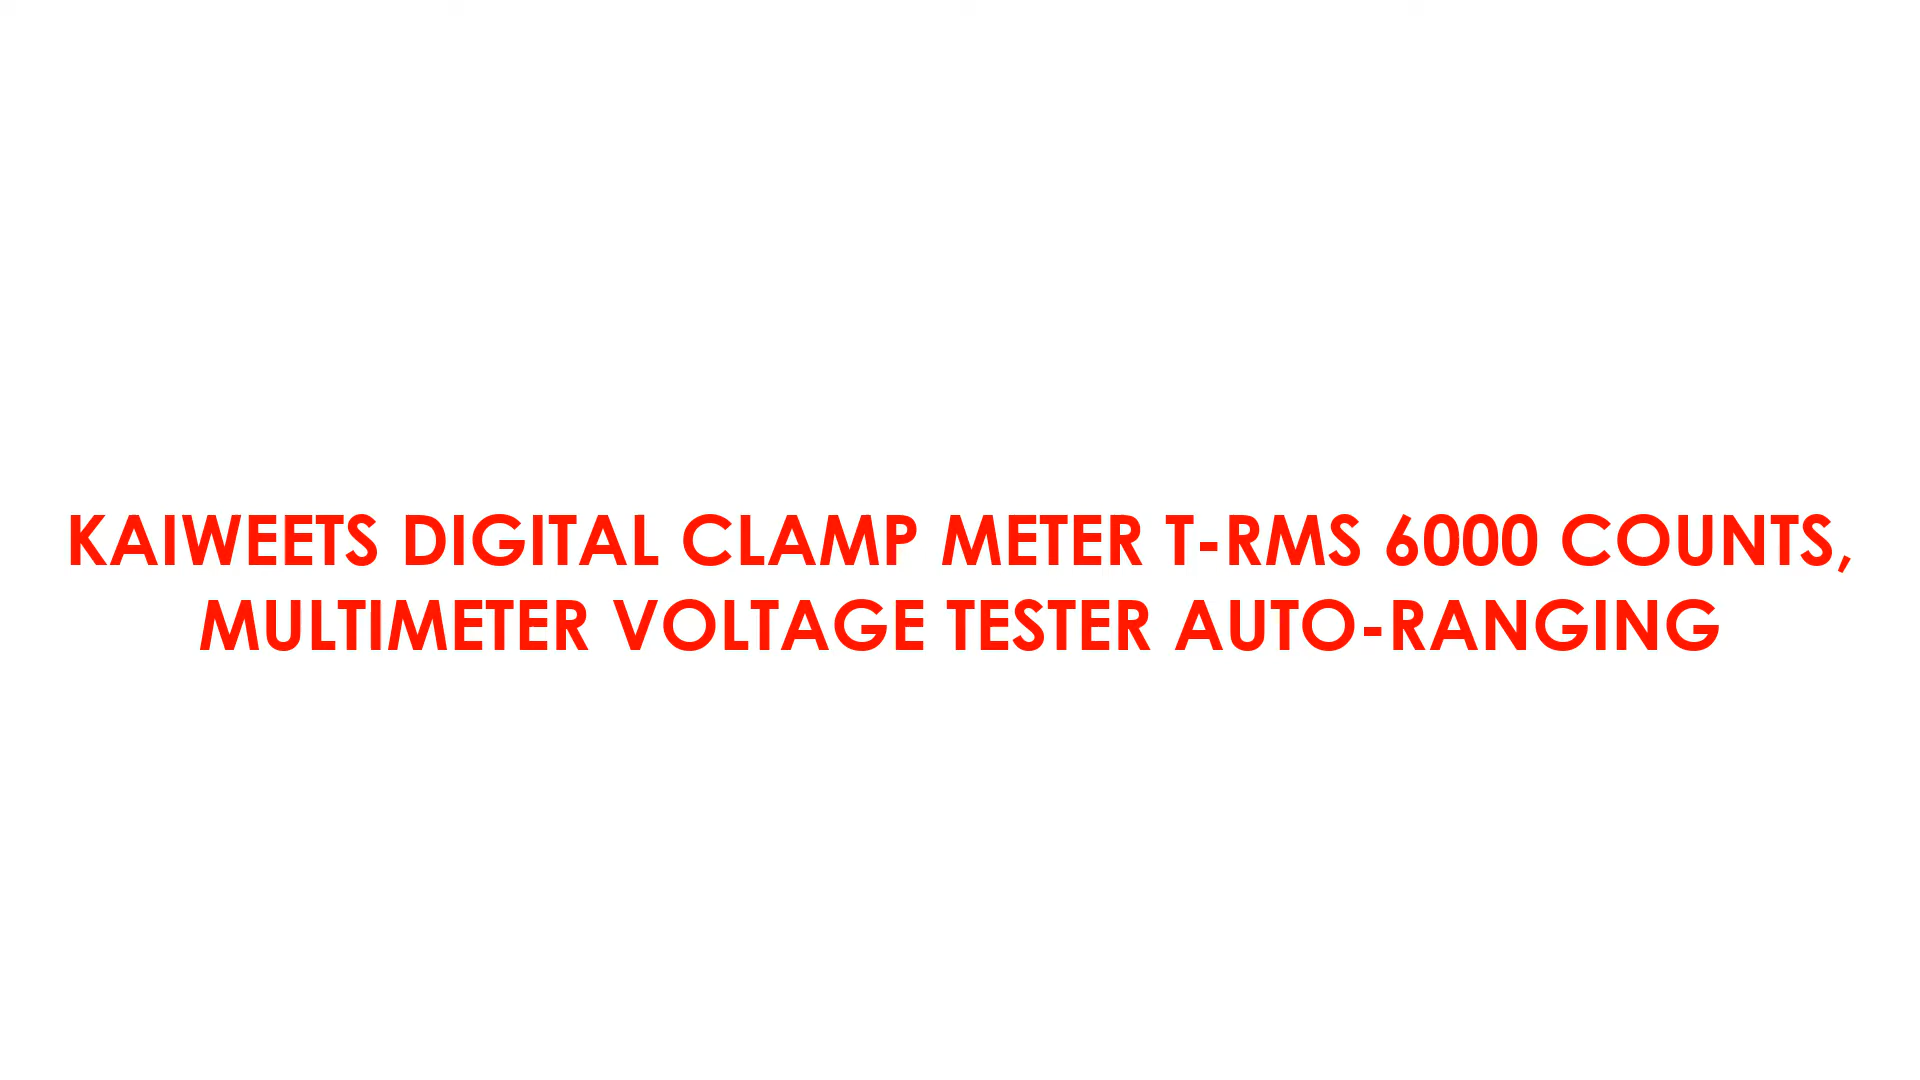 KAIWEETS DIGITAL CLAMP METER T-RMS 6000 COUNTS,
MULTIMETER VOLTAGE TESTER AUTO-RANGING